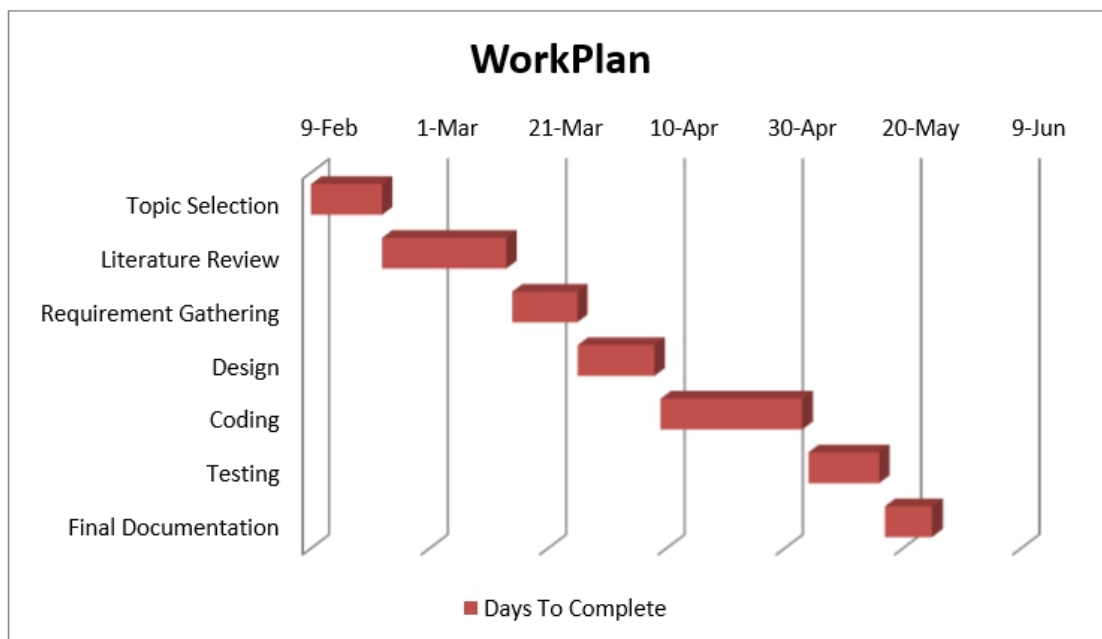 WorkPlan
9-Feb 1-Mar 21-Mar 10-Apr 30-Apr 20-May 9-Jun
Topic Selection
Literature Review
Requirement Gathering
Design
Coding
Testing
Final Documentation
Days To Complete